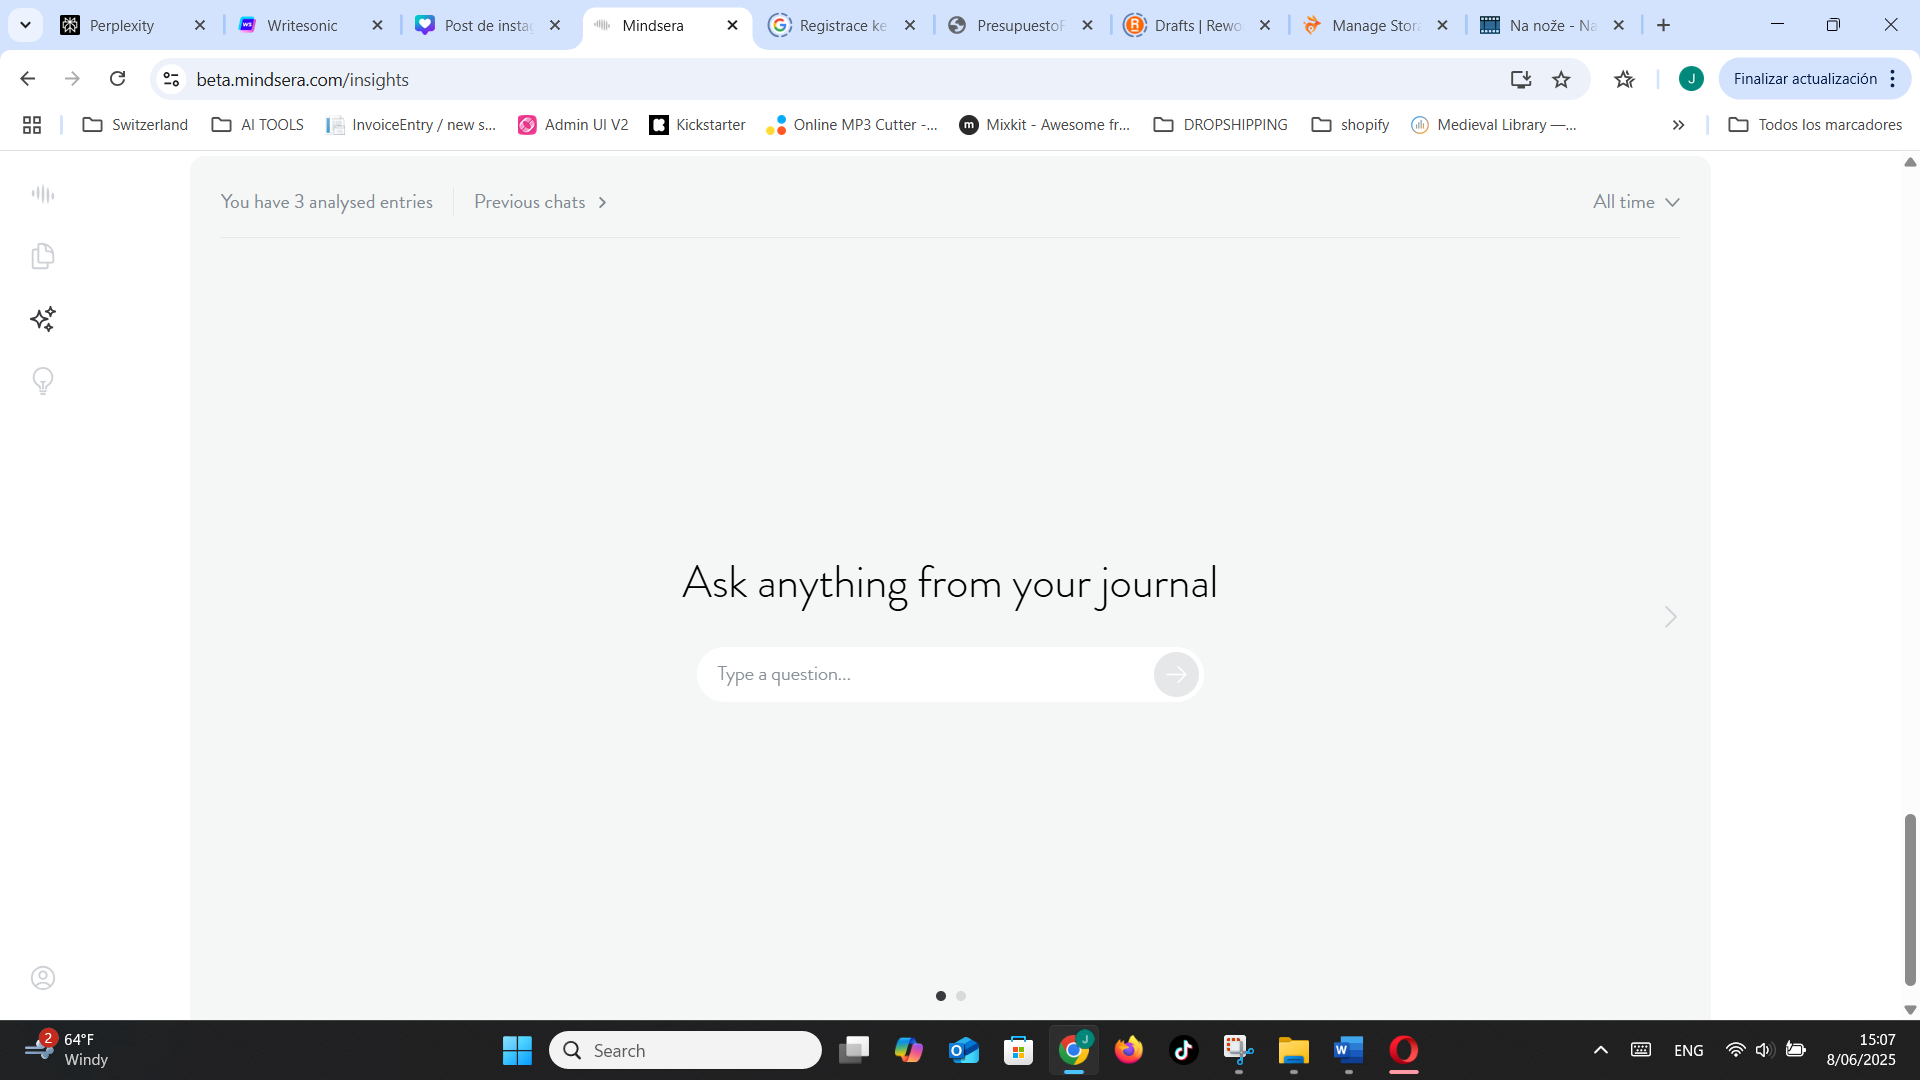 Perplexity
Writesonic
Post de insta
Mindsera
Registrace ke
Presupuesto
Drafts | Rewo
Manage Stor
Na nože - Na
beta.mindsera.com/insights
J
Finalizar actualización
Switzerland
AI TOOLS
InvoiceEntry / new s...
Admin UI V2
Kickstarter
Online MP3 Cutter -...
Mixkit - Awesome fr...
DROPSHIPPING
shopify
Medieval Library —...
Todos los marcadores
You have 3 analysed entries
Previous chats
All time
Ask anything from your journal
Type a question...
2
64°F
Windy
Search
J
ENG
15:07
8/06/2025